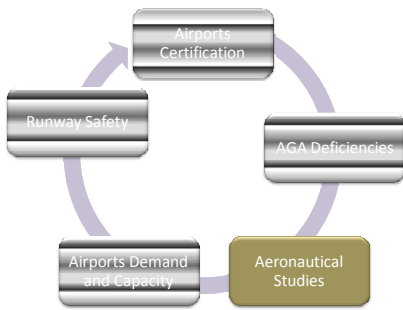 Airports
Certification
AGA Deficiencies
Aeronautical
Studies
Airports Demand
and Capacity
Runway Safety